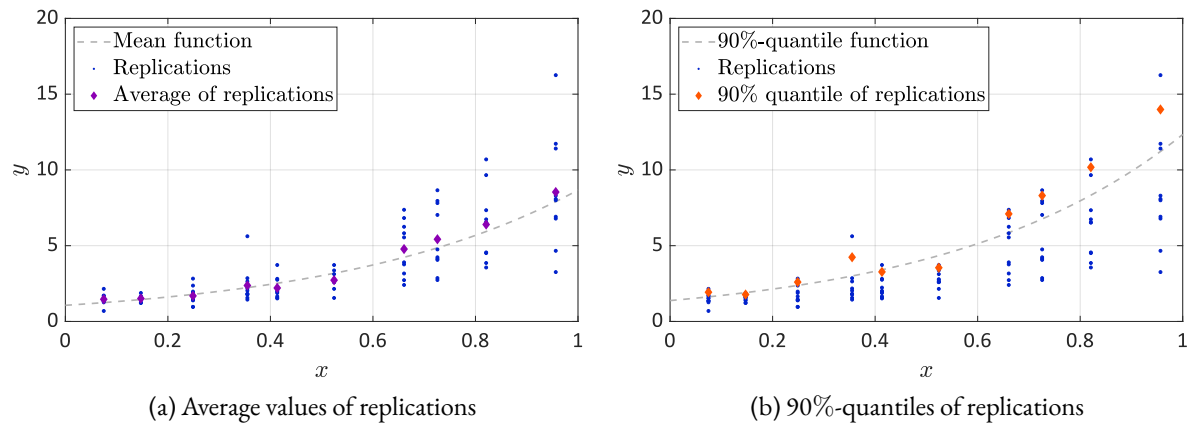 20
15
10
5
0
y
Mean function
Replications
Average of replications
0 0.2 0.4 0.6 0.8 1
x
(a) Average values of replications
20
15
10
5
0
y
90%-quantile function
Replications
90% quantile of replications
0 0.2 0.4 0.6 0.8 1
x
(b) 90%-quantiles of replications